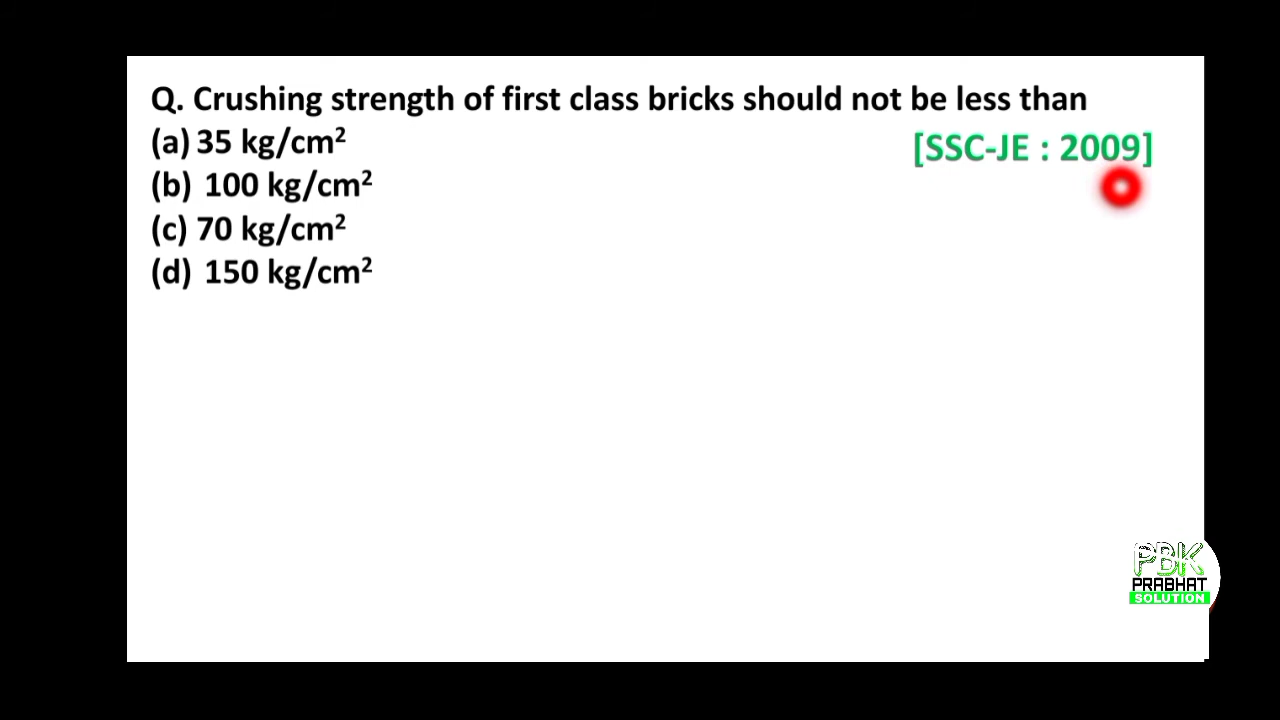 Q. Crushing strength of first class bricks should not be less than
(a) 35 kg/cm²
[SSC-JE : 2009]
(b) 100 kg/cm²
(c) 70 kg/cm²
(d) 150 kg/cm²
PBK
PRABHAT
SOLUTION